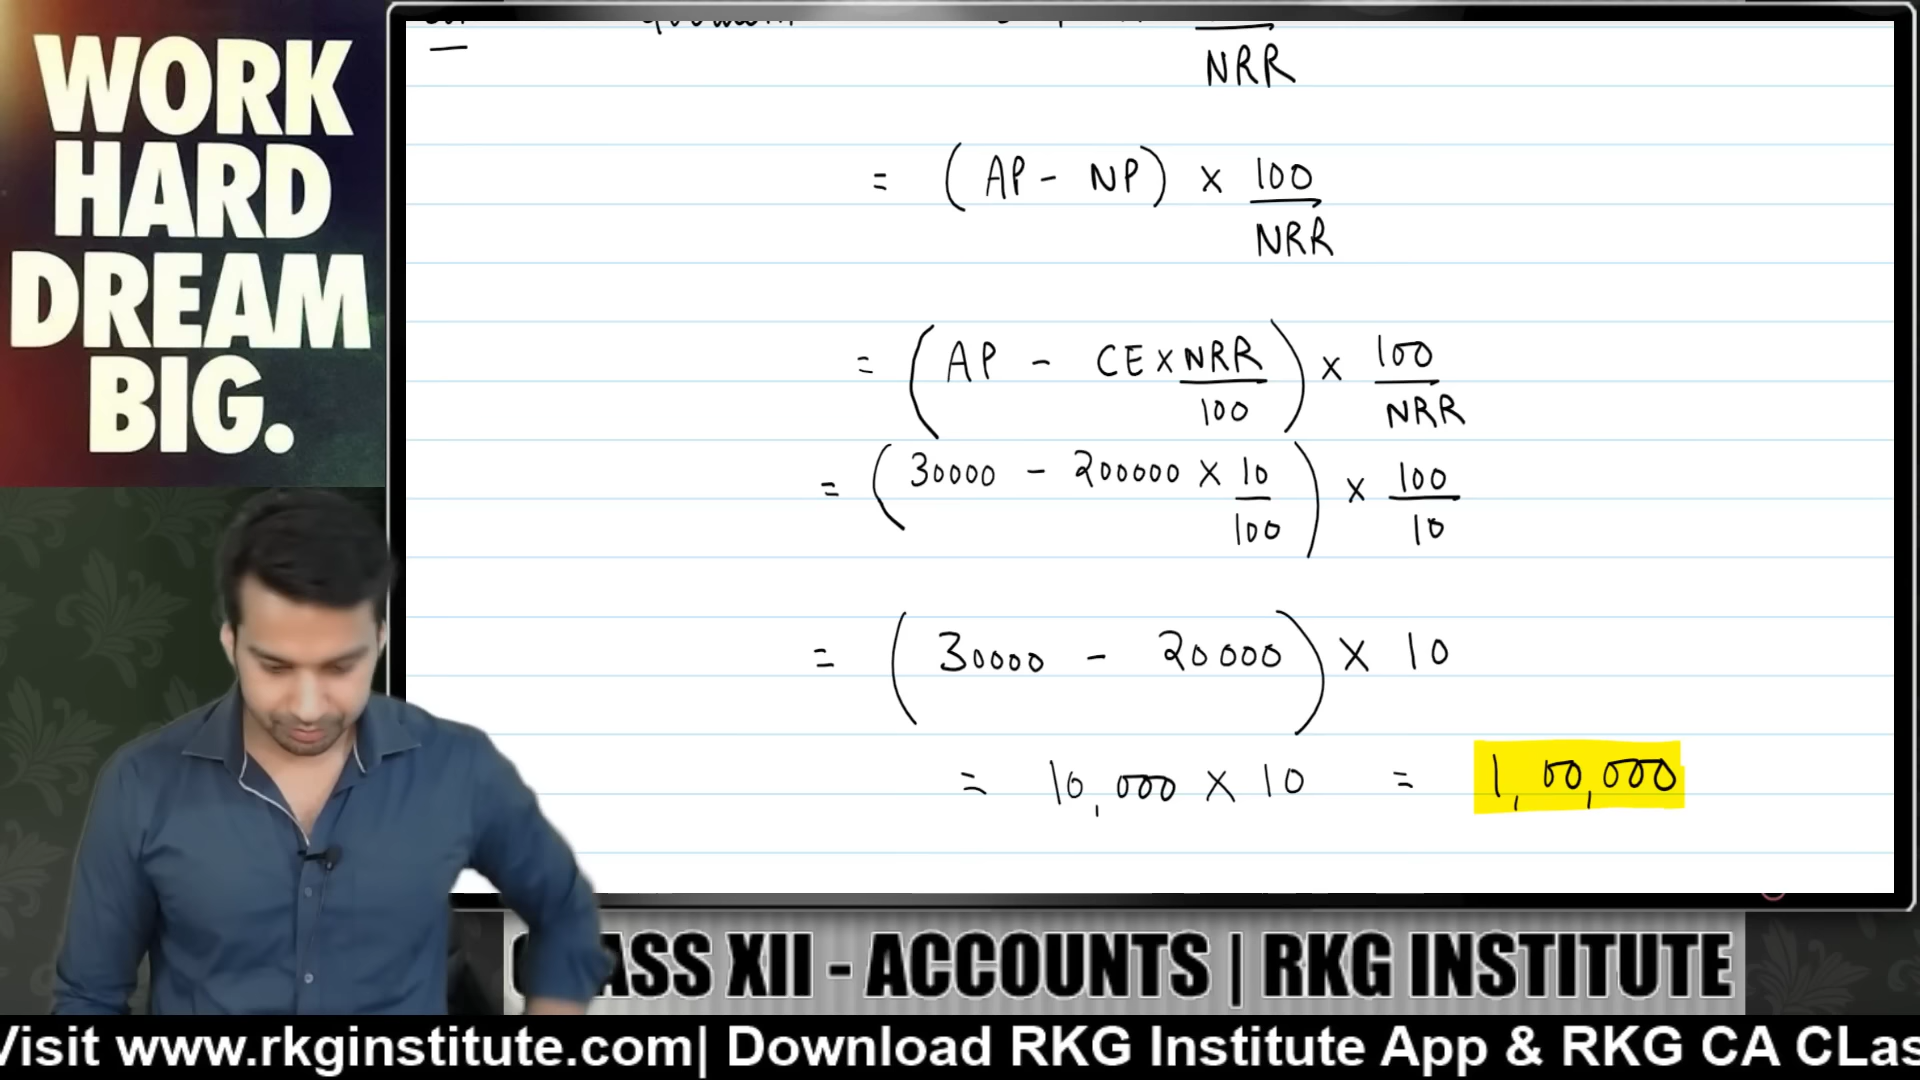 WORK
HARD
DREAM
BIG.
NRR
= (AP - NP) × 100
NRR
= (AP - CE × NRR) × 100
100 NRR
= (30000 - 200000 × 10) × 100
100 10
= (30000 - 20000) × 10
= 10,000 × 10 = 1,00,000
ASS XII - ACCOUNTS | RKG INSTITUTE
Visit www.rkginstitute.com| Download RKG Institute App & RKG CA CLas